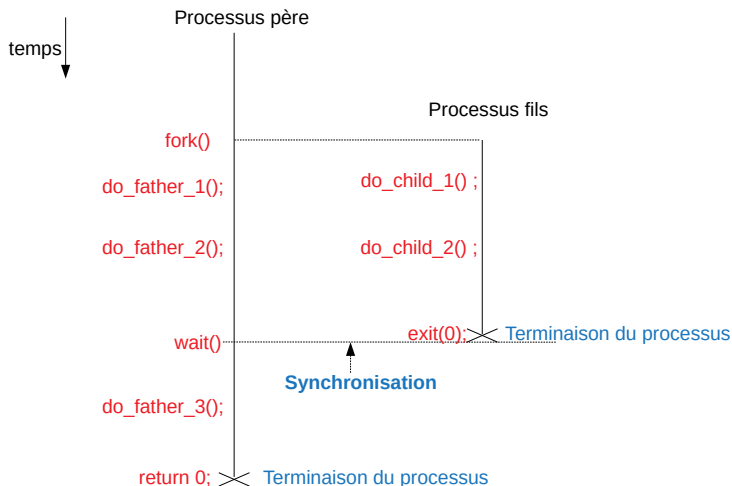 Processus père
temps
Processus fils
fork()
do_father_1();
do_child_1() ;
do_father_2();
do_child_2() ;
exit(0);
Terminaison du processus
wait()
Synchronisation
do_father_3();
return 0;
Terminaison du processus